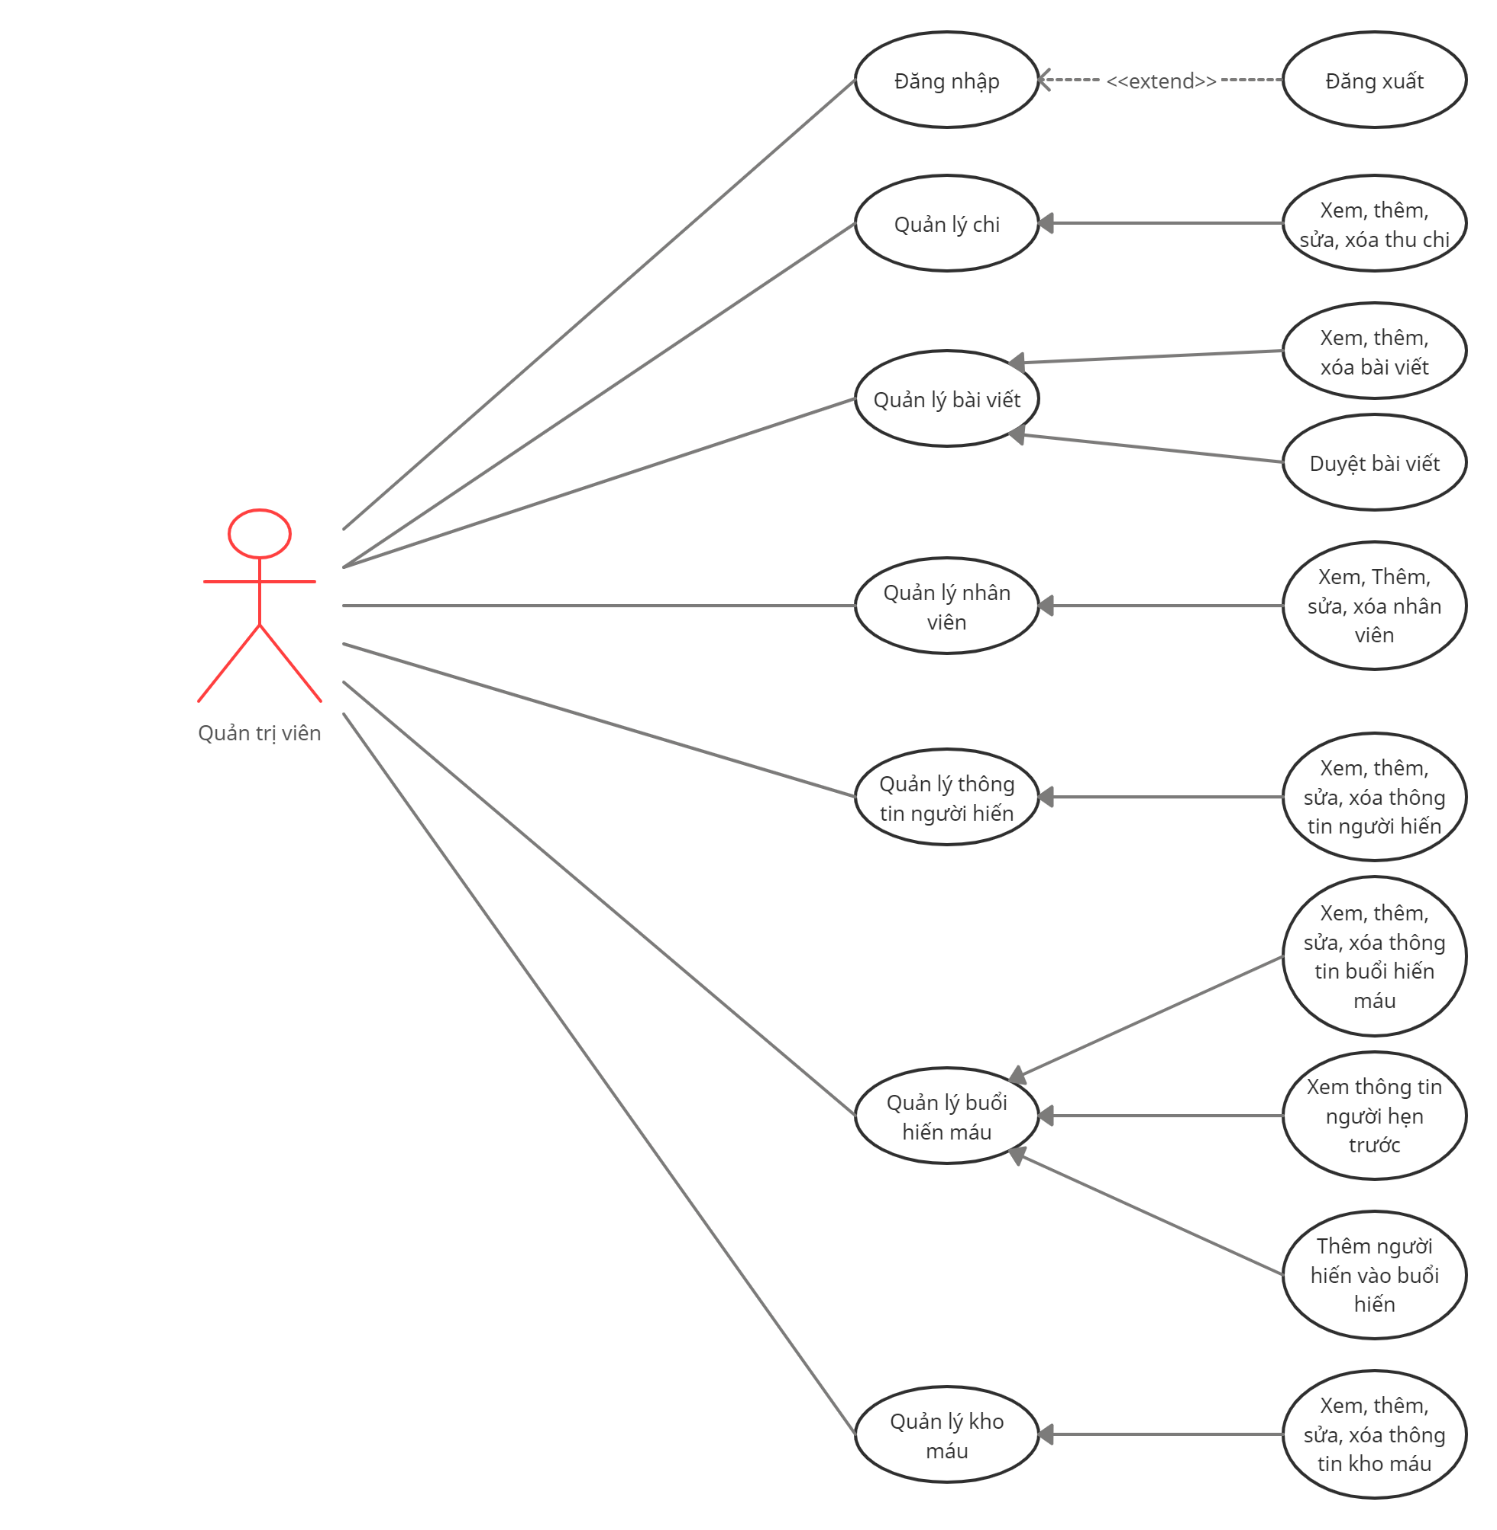 Đăng nhập
<<extend>>
Đăng xuất
Quản lý chi
Xem, thêm,
sửa, xóa thu chi
Quản lý bài viết
Xem, thêm,
xóa bài viết
Duyệt bài viết
Quản trị viên
Quản lý nhân
viên
Xem, Thêm,
sửa, xóa nhân
viên
Quản lý thông
tin người hiến
Xem, thêm,
sửa, xóa thông
tin người hiến
Quản lý buổi
hiến máu
Xem, thêm,
sửa, xóa thông
tin buổi hiến
máu
Xem thông tin
người hẹn
trước
Thêm người
hiến vào buổi
hiến
Quản lý kho
máu
Xem, thêm,
sửa, xóa thông
tin kho máu